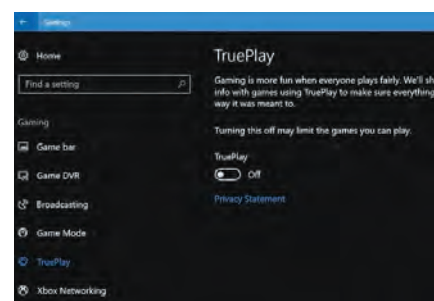 Settings
Home
Find a setting
Gaming
Game bar
Game DVR
Broadcasting
Game Mode
TruePlay
Xbox Networking
TruePlay
Gaming is more fun when everyone plays fairly. We'll sh
info with games using TruePlay to make sure everything
way it was meant to.
Turning this off may limit the games you can play.
TruePlay
Off
Privacy Statement